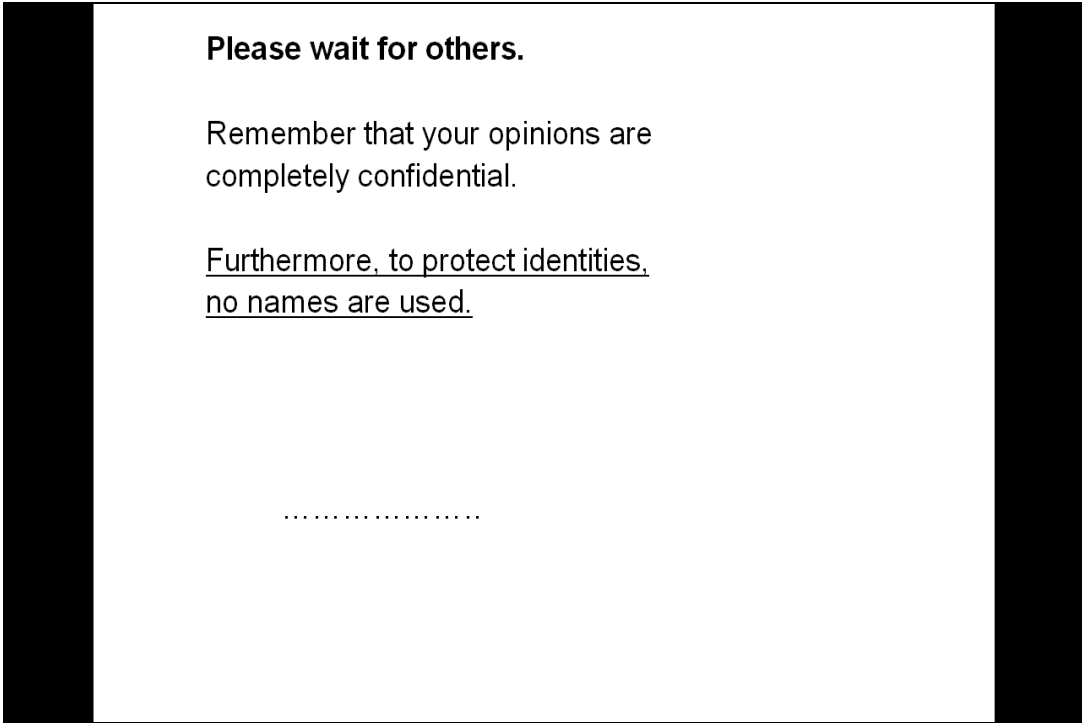 Please wait for others.
Remember that your opinions are
completely confidential.
Furthermore, to protect identities,
no names are used.
………………..